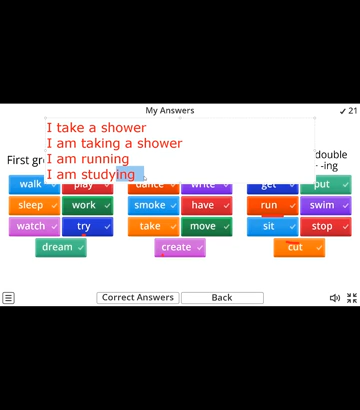 My Answers
✓ 21
I take a shower
I am taking a shower
I am running
I am studying
First gr
double
-ing
walk play dance write get put
sleep work smoke have run swim
watch try take move sit stop
dream create cut
Correct Answers Back